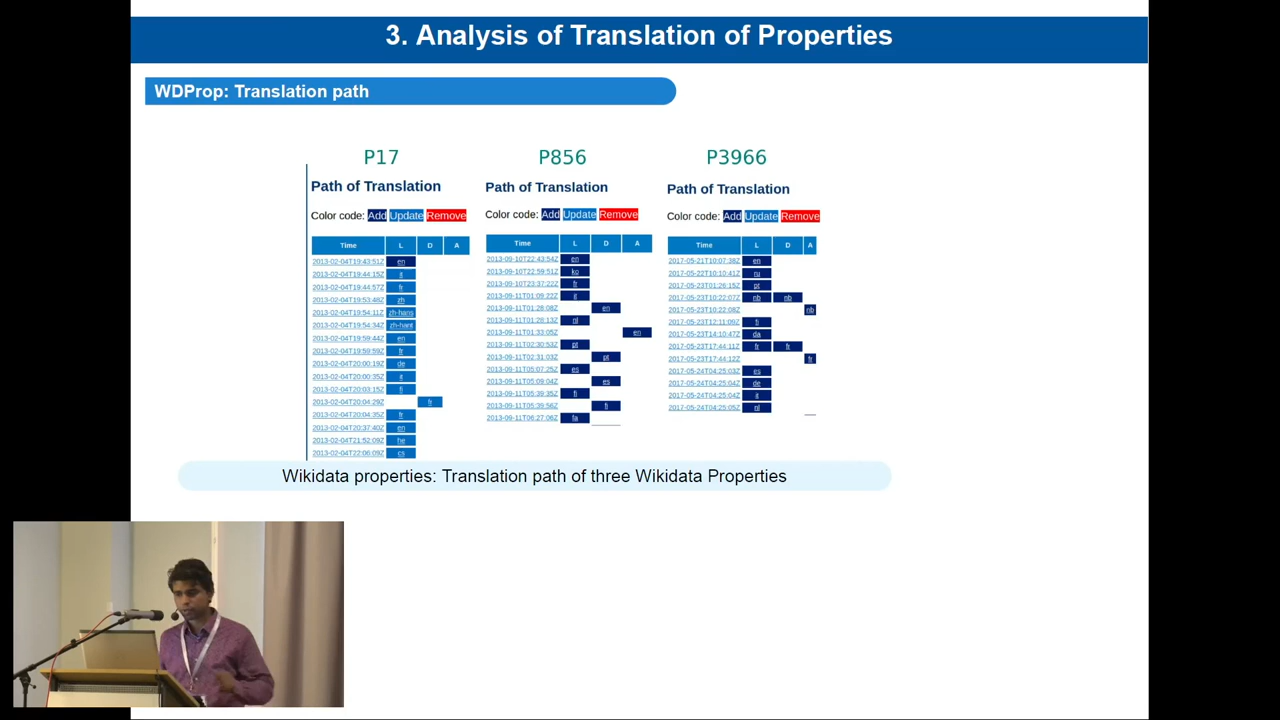 3. Analysis of Translation of Properties
WDProp: Translation path
P17
Path of Translation
Color code: Add Update Remove
Time L D A
2013-02-04T19:43:51Z en
2013-02-04T19:44:15Z it
2013-02-04T19:44:57Z fr
2013-02-04T19:53:48Z zh
2013-02-04T19:54:11Z zh-hans
2013-02-04T19:54:34Z zh-hant
2013-02-04T19:59:44Z en
2013-02-04T19:59:59Z fr
2013-02-04T20:00:19Z de
2013-02-04T20:00:35Z it
2013-02-04T20:03:15Z fi
2013-02-04T20:04:29Z fr
2013-02-04T20:04:35Z fr
2013-02-04T20:37:40Z en
2013-02-04T21:52:09Z he
2013-02-04T22:06:09Z cs
P856
Path of Translation
Color code: Add Update Remove
Time L D A
2013-09-10T22:43:54Z en
2013-09-10T22:59:51Z ko
2013-09-10T23:37:22Z fr
2013-09-11T01:09:22Z it
2013-09-11T01:28:08Z en
2013-09-11T01:28:13Z nl
2013-09-11T01:33:05Z en
2013-09-11T02:30:53Z pt
2013-09-11T02:31:03Z pt
2013-09-11T05:07:25Z es
2013-09-11T05:09:04Z es
2013-09-11T05:39:35Z fi
2013-09-11T05:39:56Z fi
2013-09-11T06:27:06Z fa
P3966
Path of Translation
Color code: Add Update Remove
Time L D A
2017-05-21T10:07:38Z en
2017-05-22T10:10:41Z ru
2017-05-23T01:26:15Z pt
2017-05-23T10:22:07Z nb nb
2017-05-23T10:22:08Z nb
2017-05-23T12:11:09Z fi
2017-05-23T14:10:47Z da
2017-05-23T17:44:11Z fr fr
2017-05-23T17:44:12Z fr
2017-05-24T04:25:03Z es
2017-05-24T04:25:04Z de
2017-05-24T04:25:04Z it
2017-05-24T04:25:05Z nl
Wikidata properties: Translation path of three Wikidata Properties